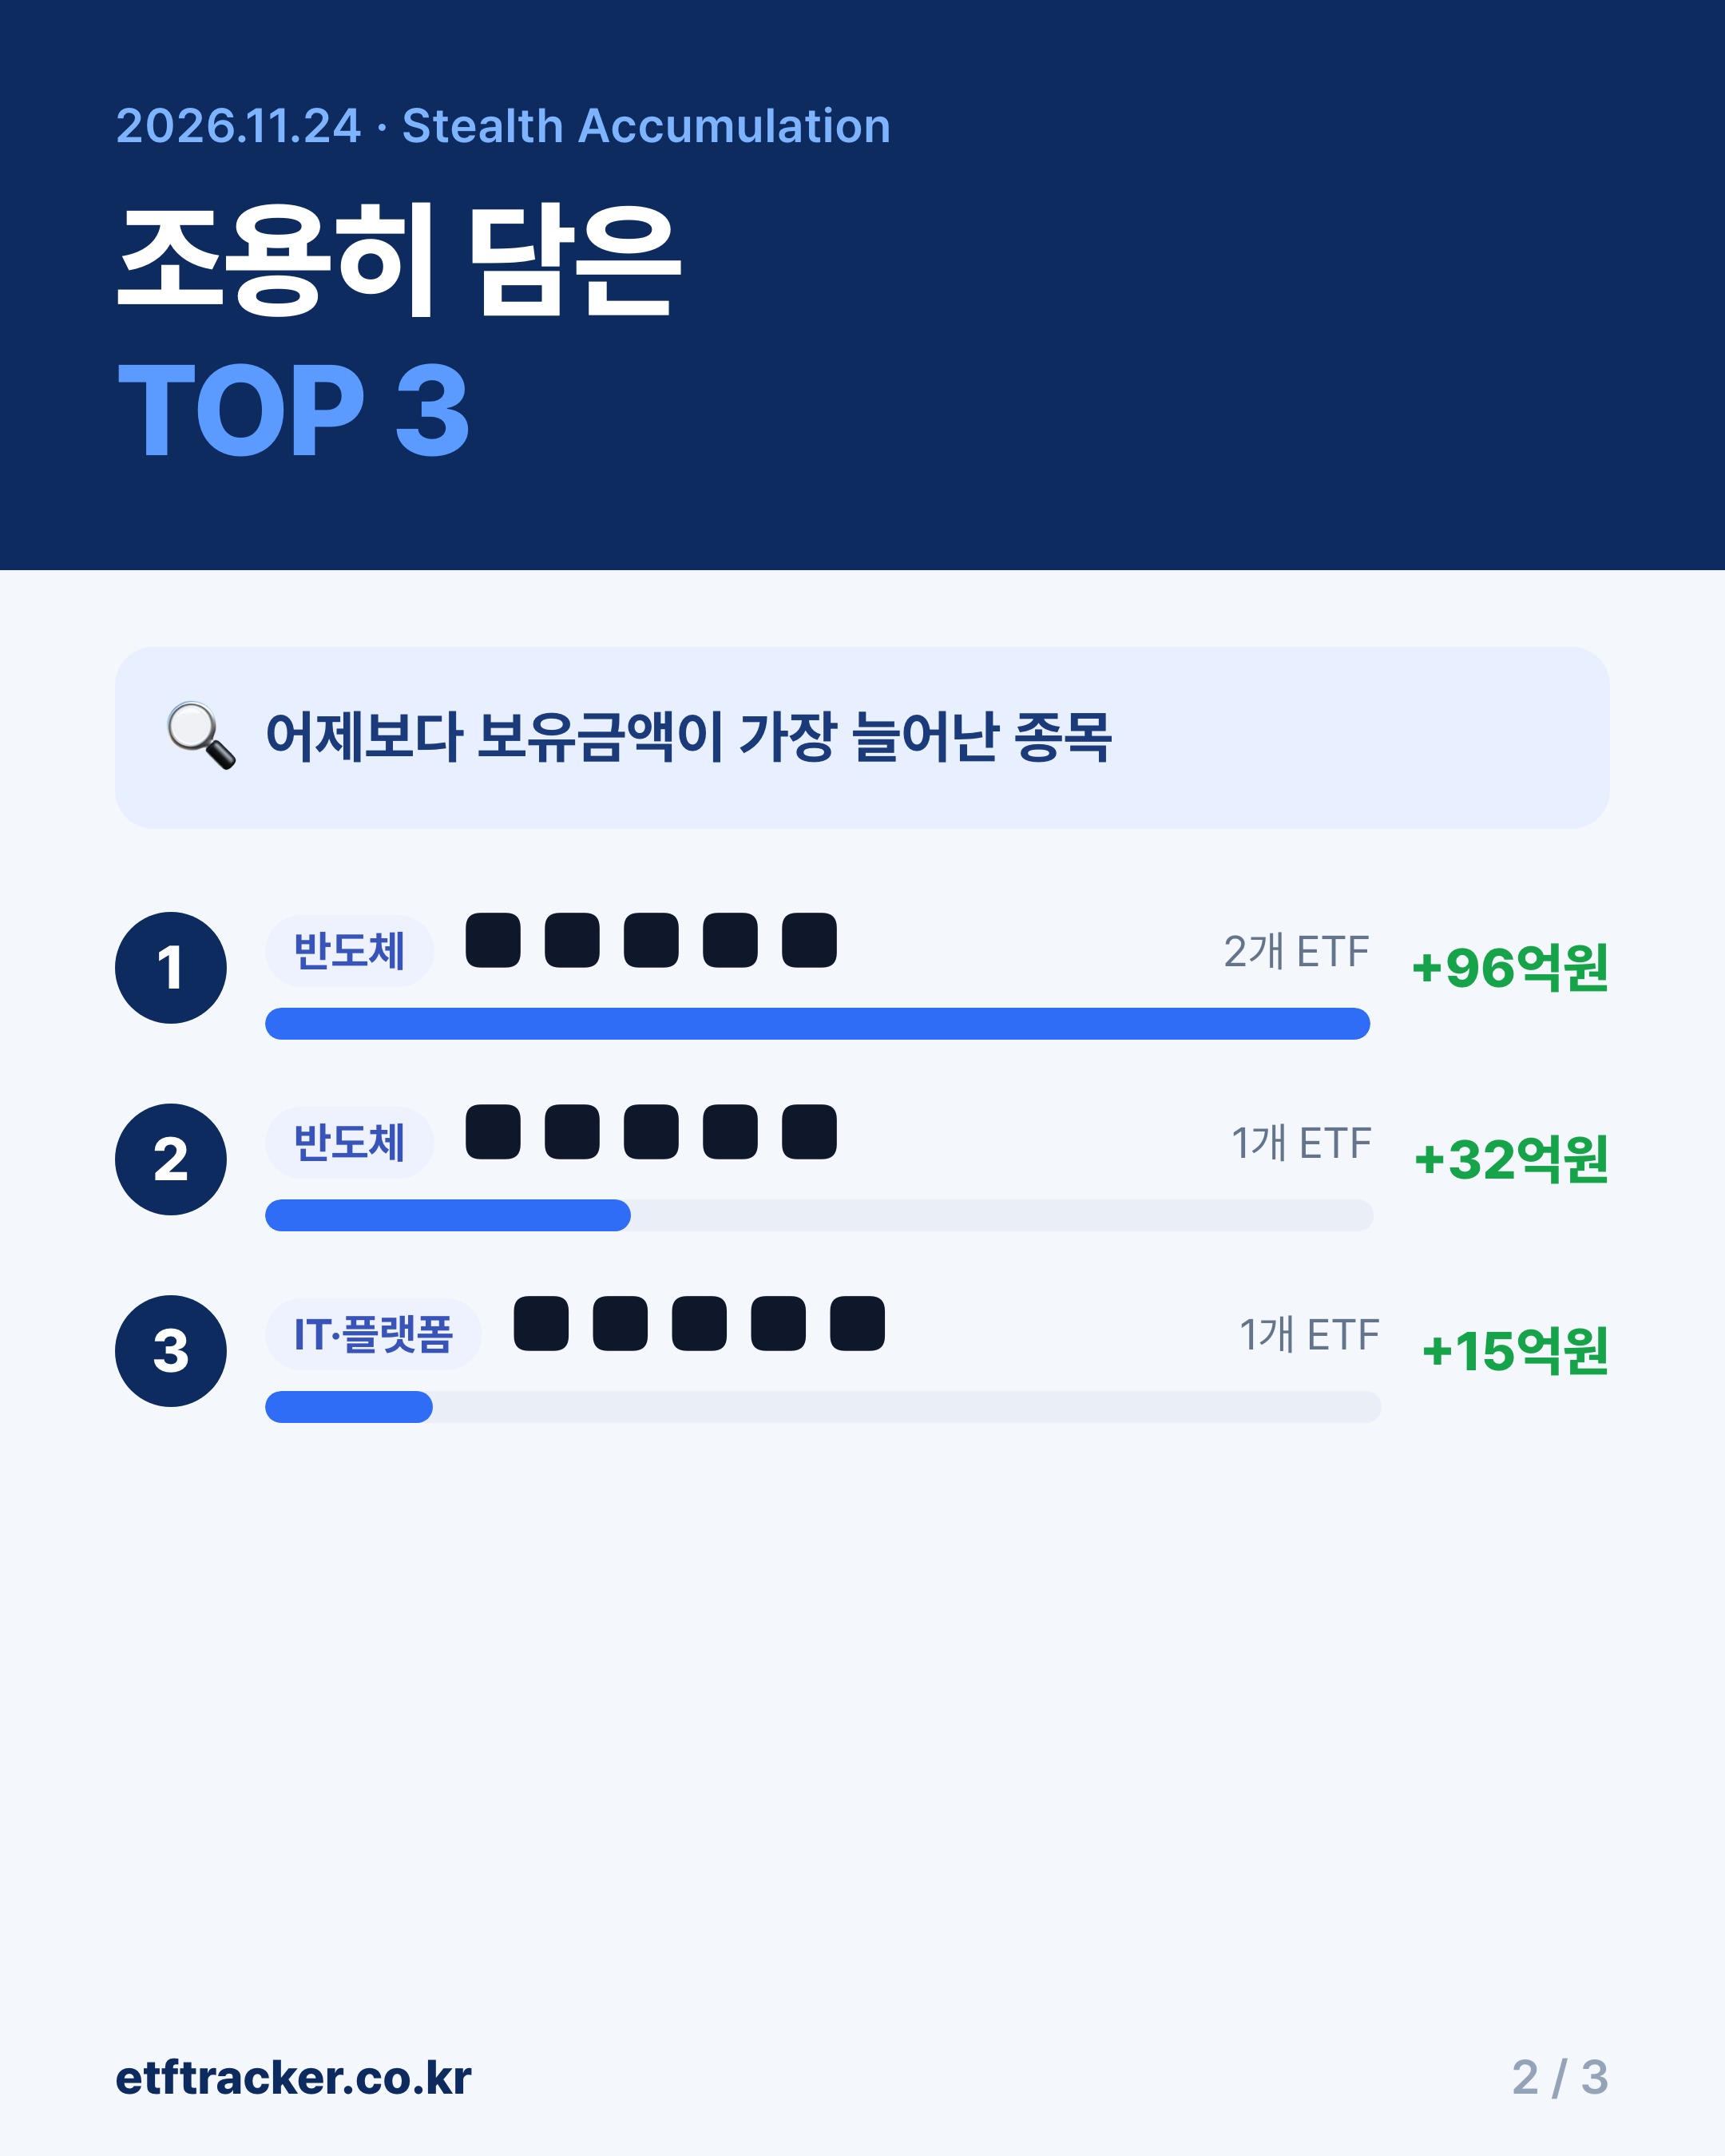 2026.11.24 · Stealth Accumulation
조용히 담은
TOP 3
어제보다 보유금액이 가장 늘어난 종목
1 반도체 ■■■■■ 2개 ETF +96억원
2 반도체 ■■■■■ 1개 ETF +32억원
3 IT·플랫폼 ■■■■■ 1개 ETF +15억원
etftracker.co.kr 2 / 3